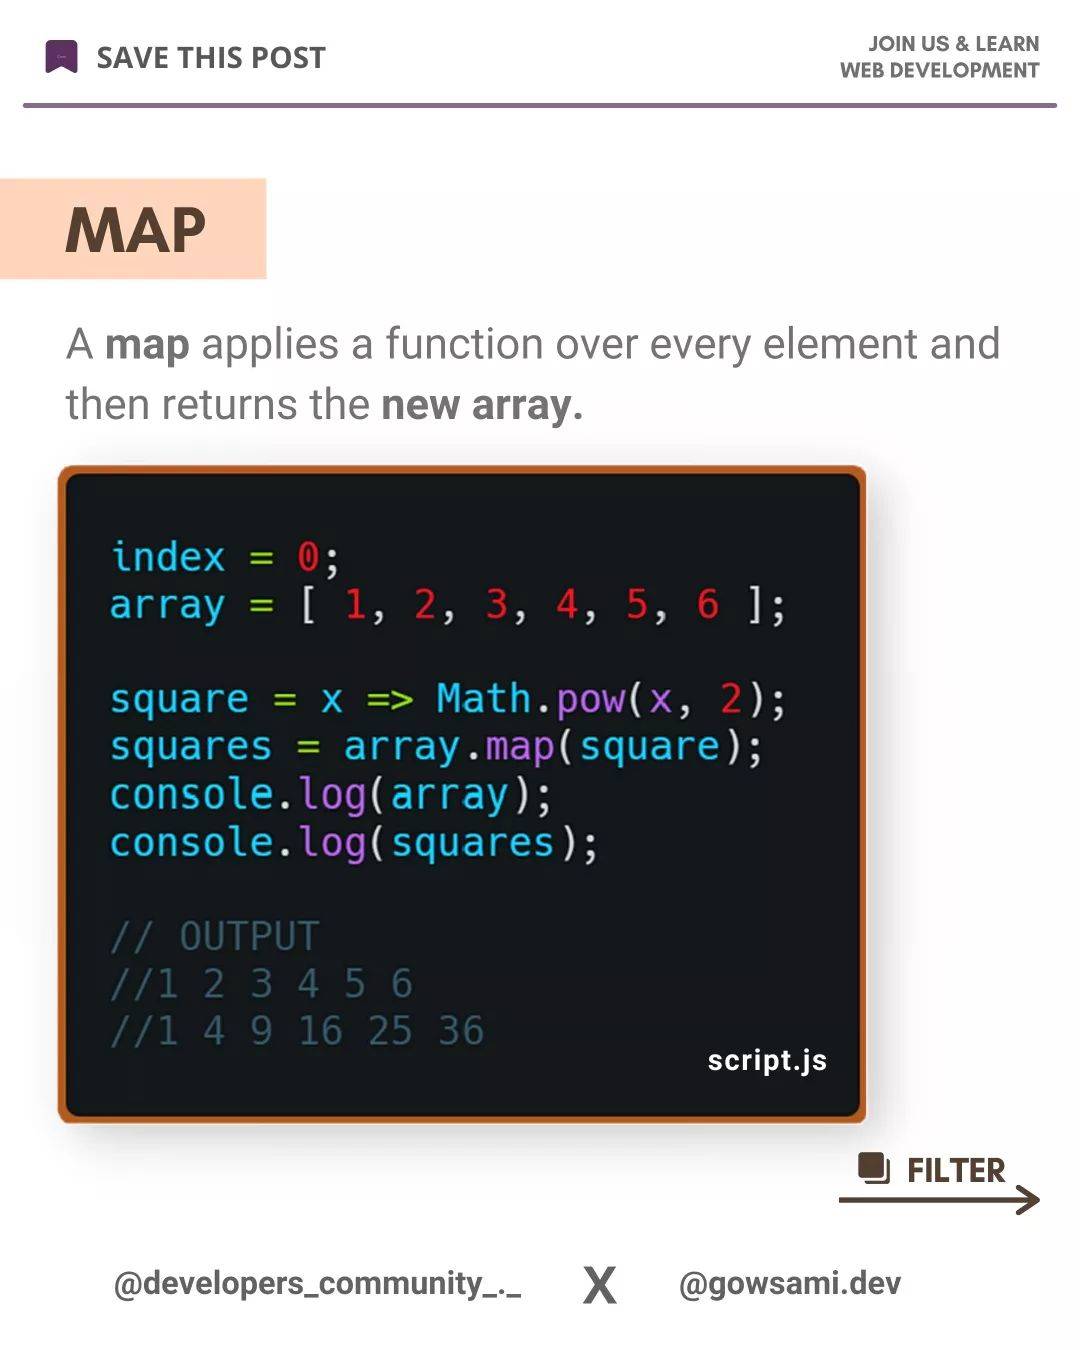 SAVE THIS POST
JOIN US & LEARN
WEB DEVELOPMENT
MAP
A map applies a function over every element and
then returns the new array.
index = 0;
array = [ 1, 2, 3, 4, 5, 6 ];
square = x => Math.pow(x, 2);
squares = array.map(square);
console.log(array);
console.log(squares);
// OUTPUT
//1 2 3 4 5 6
//1 4 9 16 25 36
script.js
FILTER
@developers_community_._ X @gowsami.dev